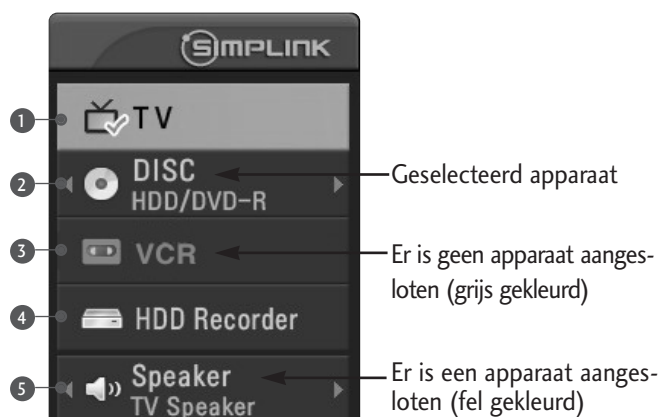 SIMPLINK
1 TV
2 DISC Geselecteerd apparaat
HDD/DVD-R
3 VCR Er is geen apparaat aanges-
loten (grijs gekleurd)
4 HDD Recorder
5 Speaker Er is een apparaat aanges-
TV Speaker loten (fel gekleurd)